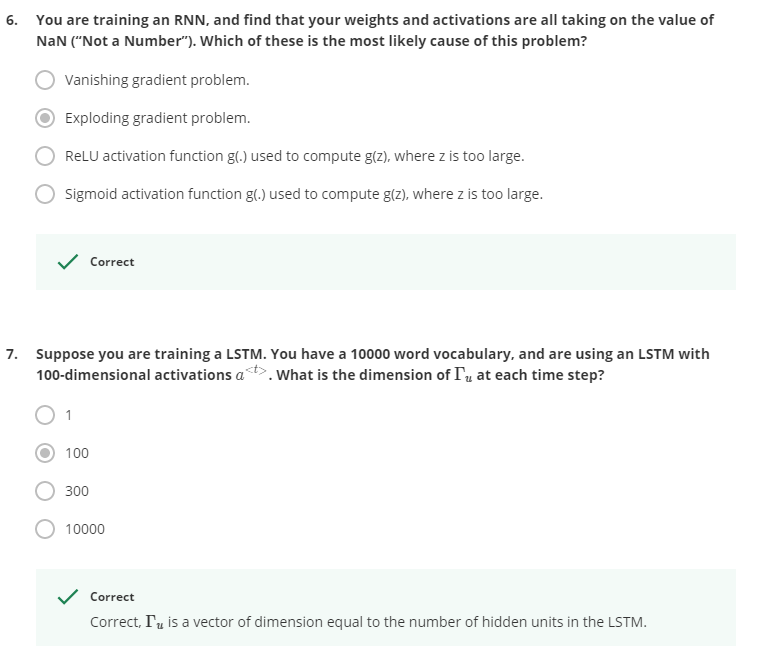 6. You are training an RNN, and find that your weights and activations are all taking on the value of
NaN (“Not a Number”). Which of these is the most likely cause of this problem?
Vanishing gradient problem.
Exploding gradient problem.
ReLU activation function g(.) used to compute g(z), where z is too large.
Sigmoid activation function g(.) used to compute g(z), where z is too large.
Correct
7. Suppose you are training a LSTM. You have a 10000 word vocabulary, and are using an LSTM with
100-dimensional activations a<t>. What is the dimension of Γu at each time step?
1
100
300
10000
Correct
Correct, Γu is a vector of dimension equal to the number of hidden units in the LSTM.